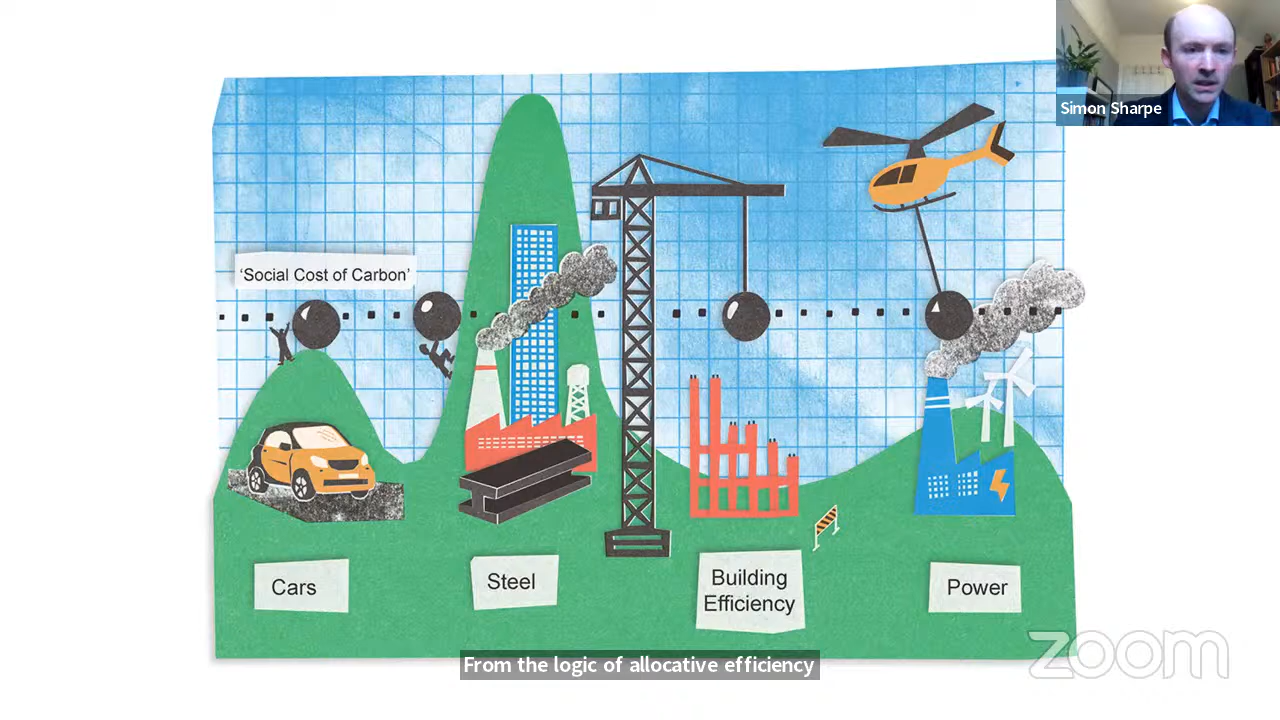 Simon Sharpe
'Social Cost of Carbon'
Cars
Steel
Building
Efficiency
Power
zoom
From the logic of allocative efficiency